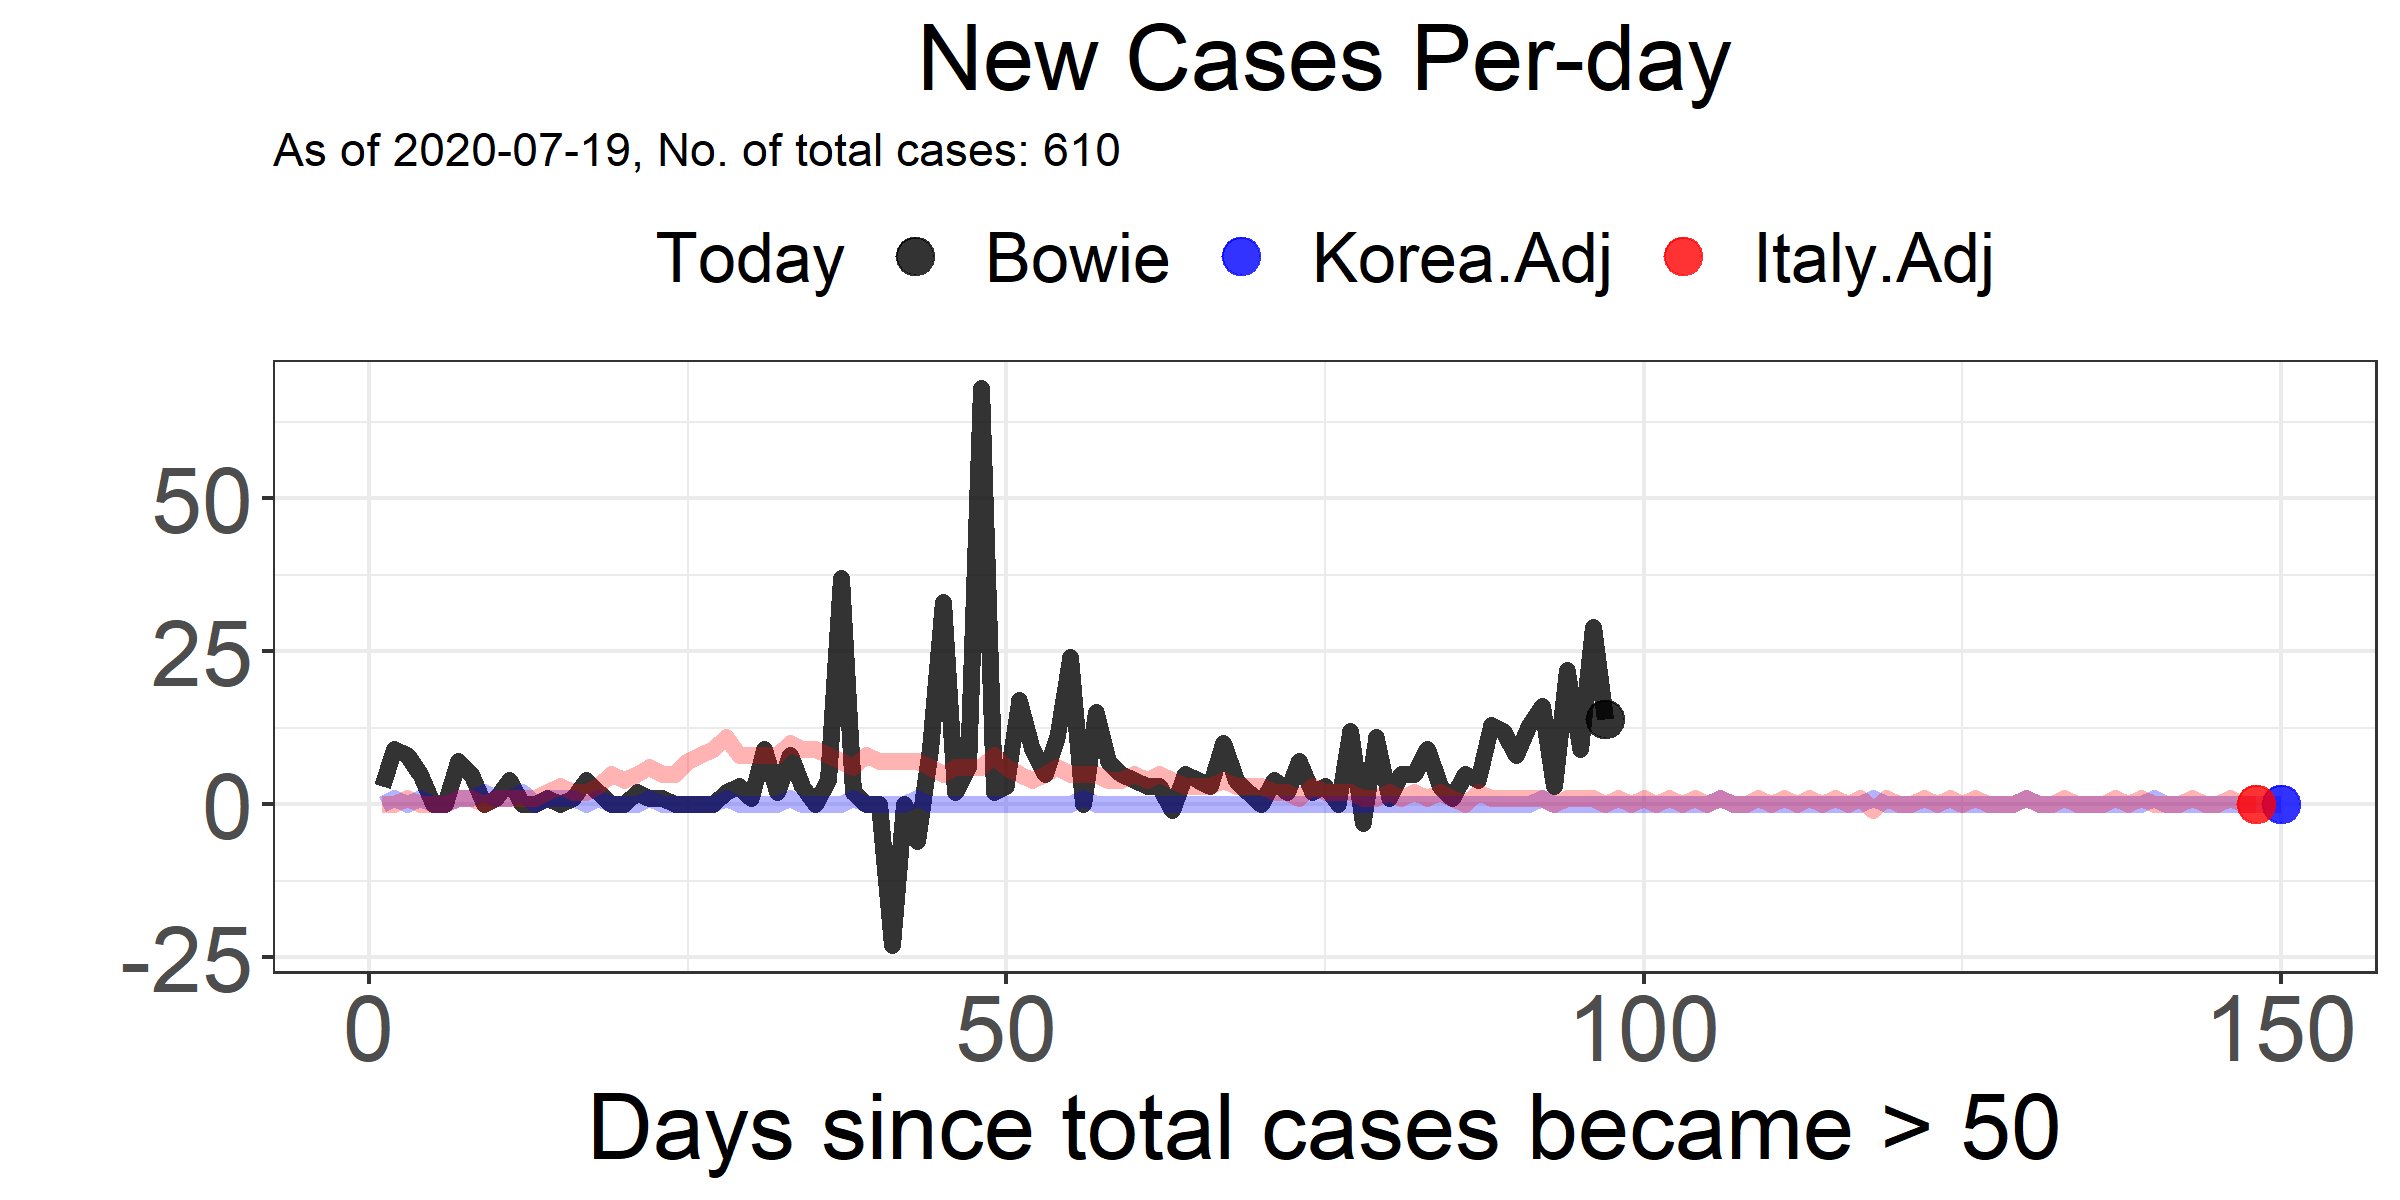 New Cases Per-day
As of 2020-07-19, No. of total cases: 610
Today Bowie Korea.Adj Italy.Adj
50
25
0
-25
0 50 100 150
Days since total cases became > 50